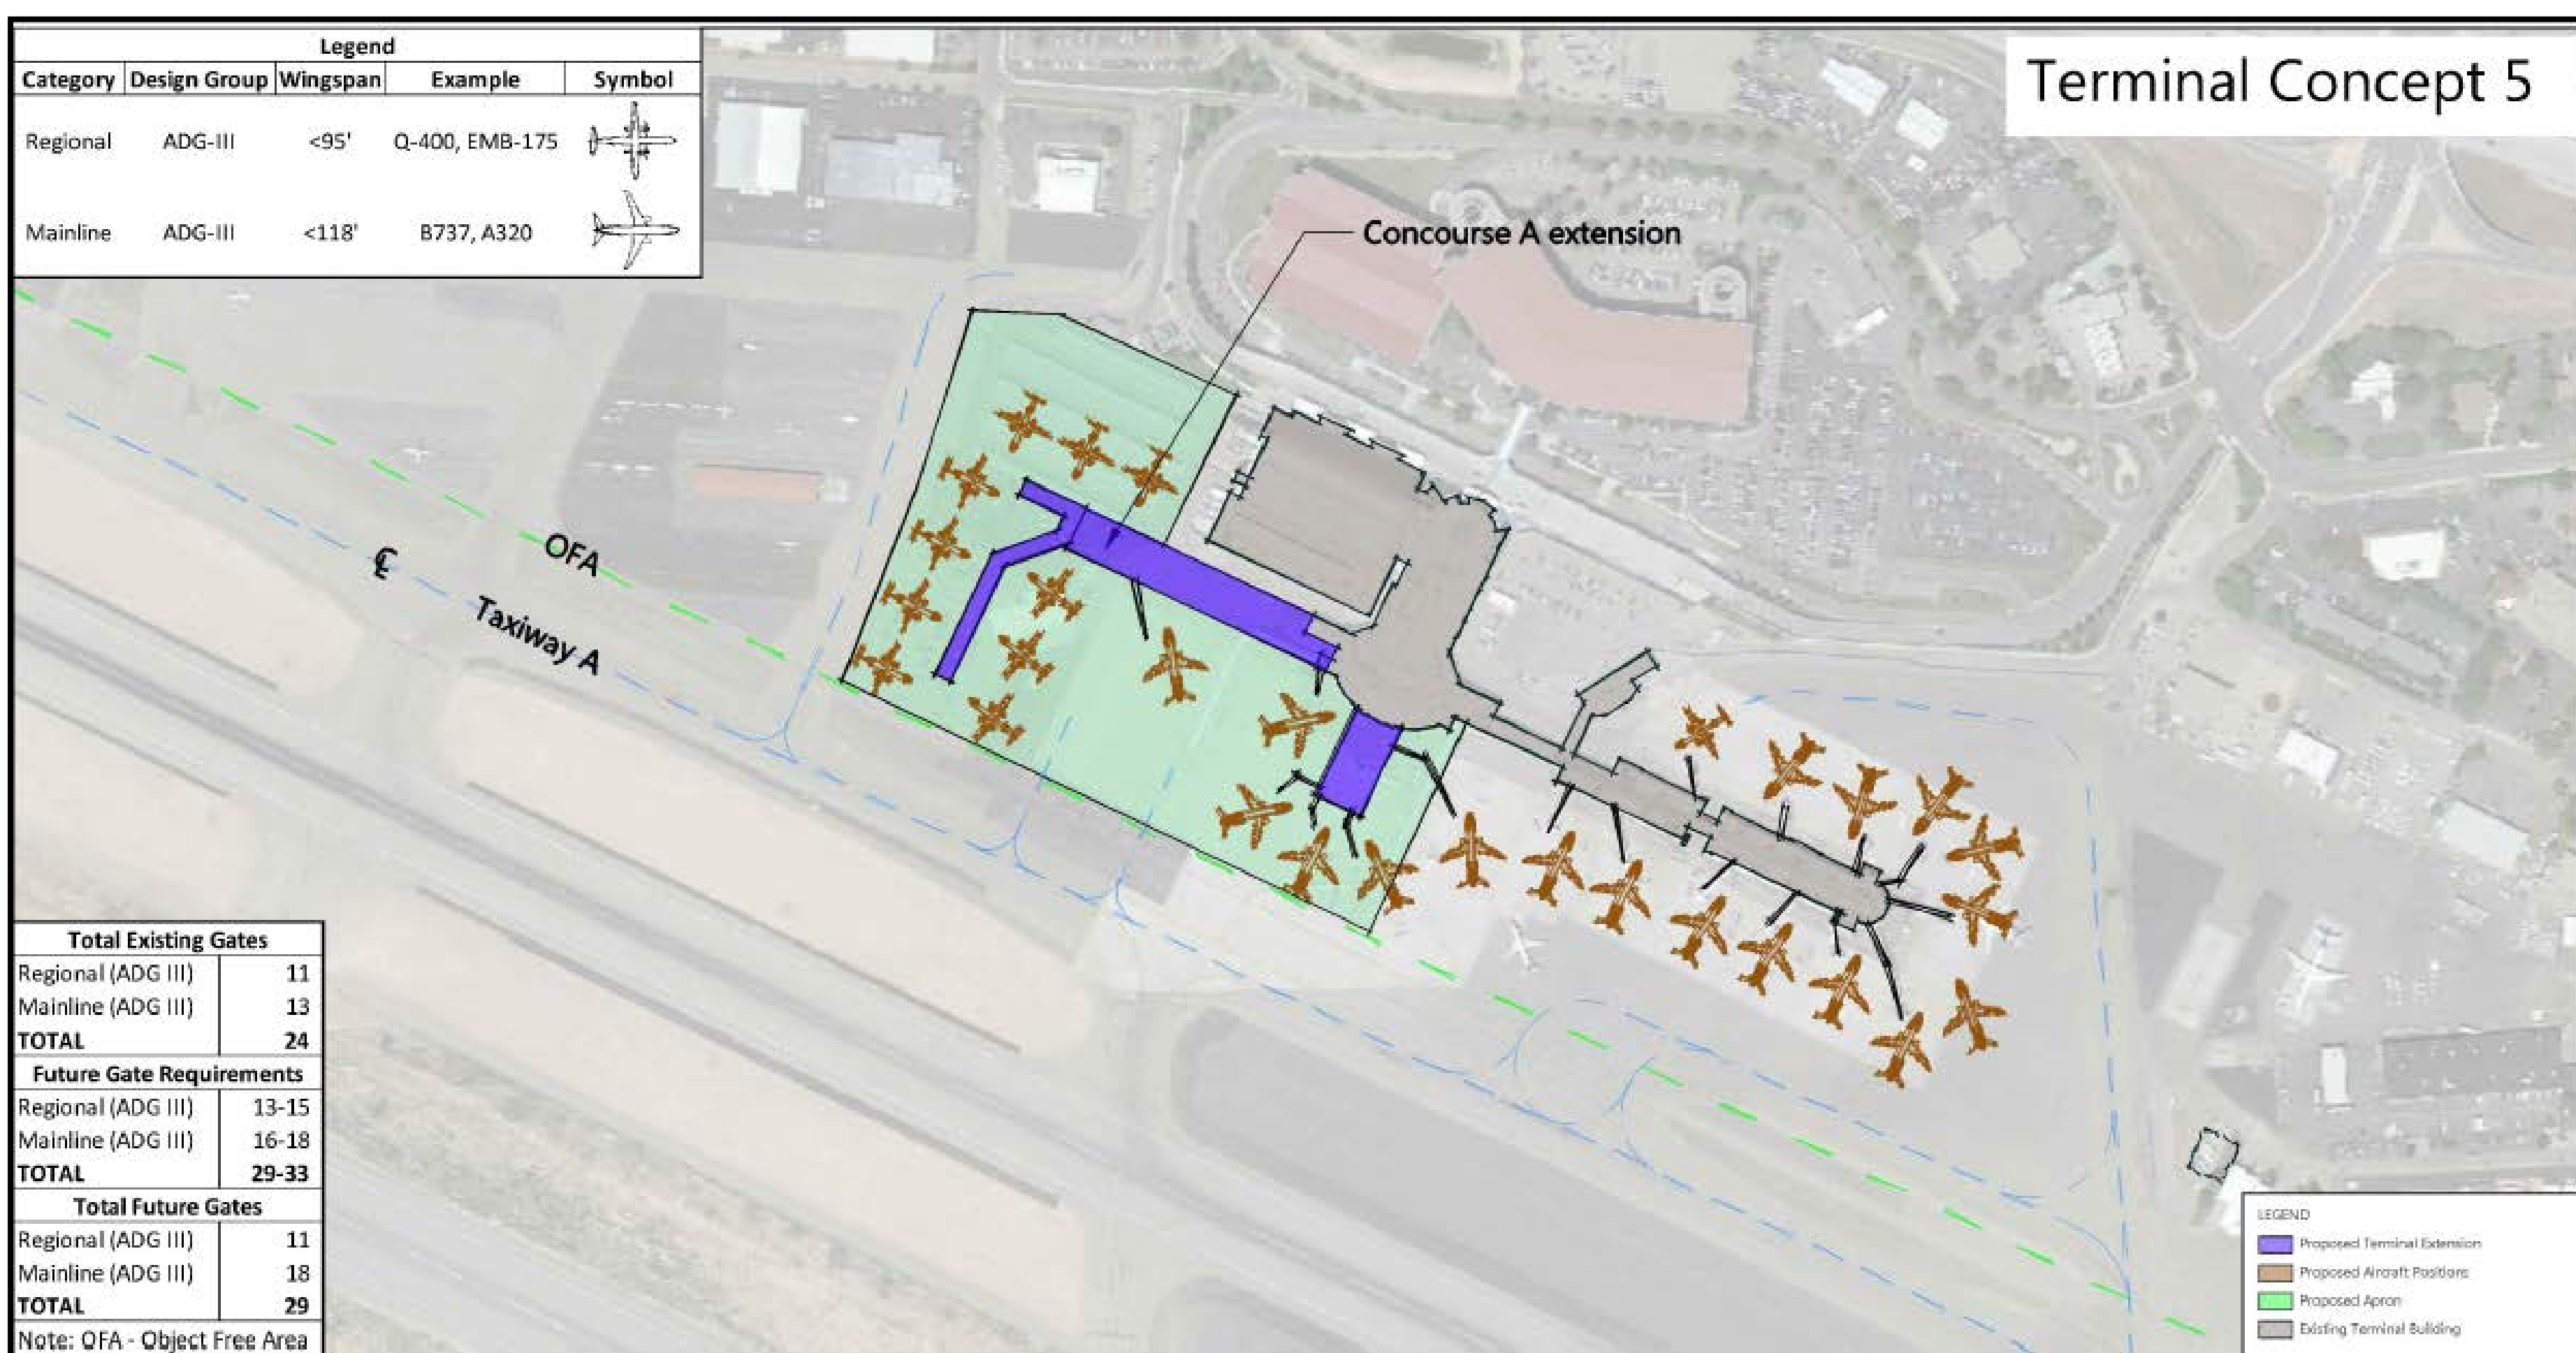 Legend
Category Design Group Wingspan Example Symbol
Regional ADG-III <95' Q-400, EMB-175
Mainline ADG-III <118' B737, A320
Terminal Concept 5
Concourse A extension
OFA
℄
Taxiway A
Total Existing Gates
Regional (ADG III) 11
Mainline (ADG III) 13
TOTAL 24
Future Gate Requirements
Regional (ADG III) 13-15
Mainline (ADG III) 16-18
TOTAL 29-33
Total Future Gates
Regional (ADG III) 11
Mainline (ADG III) 18
TOTAL 29
Note: OFA - Object Free Area
LEGEND
Proposed Terminal Extension
Proposed Aircraft Positions
Proposed Apron
Existing Terminal Building